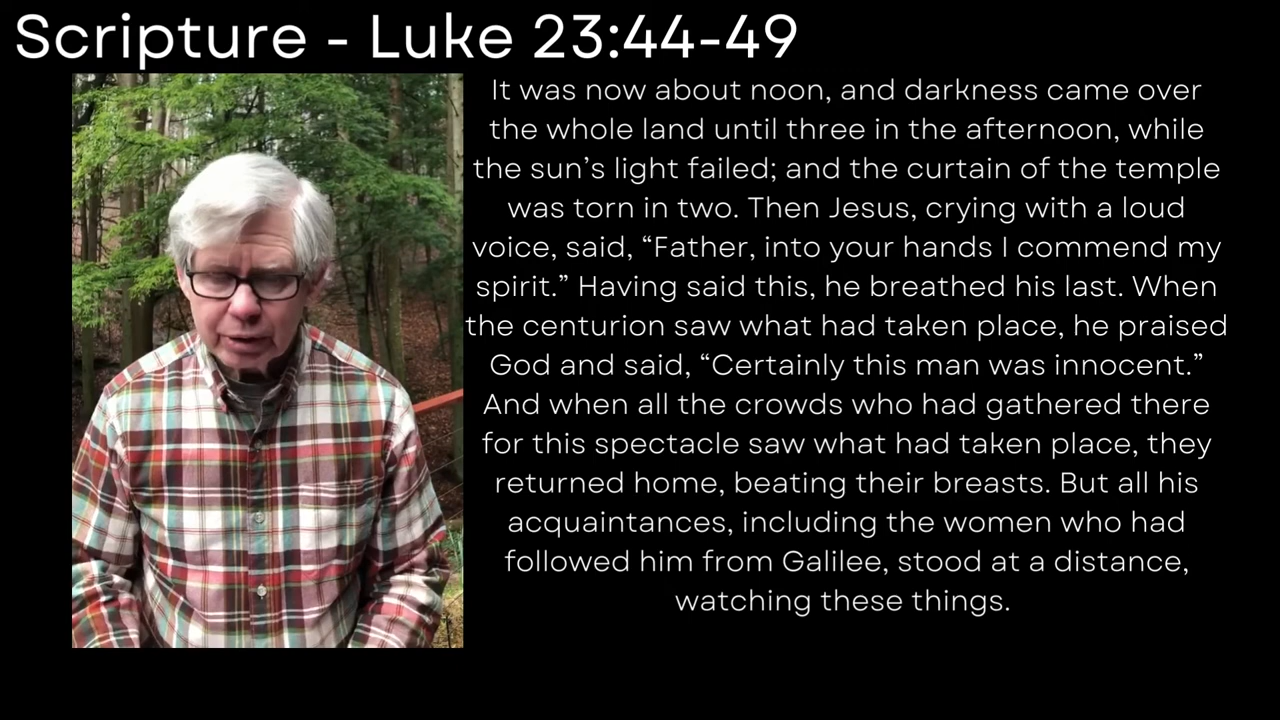 Scripture - Luke 23:44-49
It was now about noon, and darkness came over
the whole land until three in the afternoon, while
the sun’s light failed; and the curtain of the temple
was torn in two. Then Jesus, crying with a loud
voice, said, “Father, into your hands I commend my
spirit.” Having said this, he breathed his last. When
the centurion saw what had taken place, he praised
God and said, “Certainly this man was innocent.”
And when all the crowds who had gathered there
for this spectacle saw what had taken place, they
returned home, beating their breasts. But all his
acquaintances, including the women who had
followed him from Galilee, stood at a distance,
watching these things.